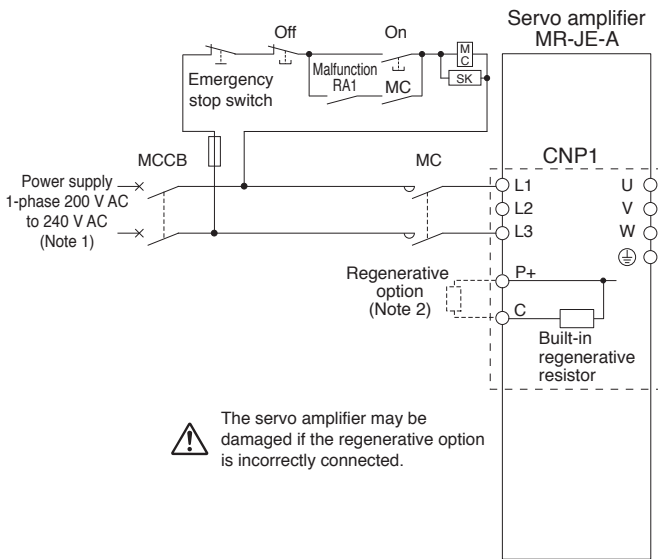 Servo amplifier
MR-JE-A
Off
On
M
C
SK
Emergency
stop switch
Malfunction
RA1
MC
MCCB
MC
CNP1
Power supply
1-phase 200 V AC
to 240 V AC
(Note 1)
L1
U
L2
V
L3
W
Regenerative
option
(Note 2)
P+
C
Built-in
regenerative
resistor
The servo amplifier may be
damaged if the regenerative option
is incorrectly connected.